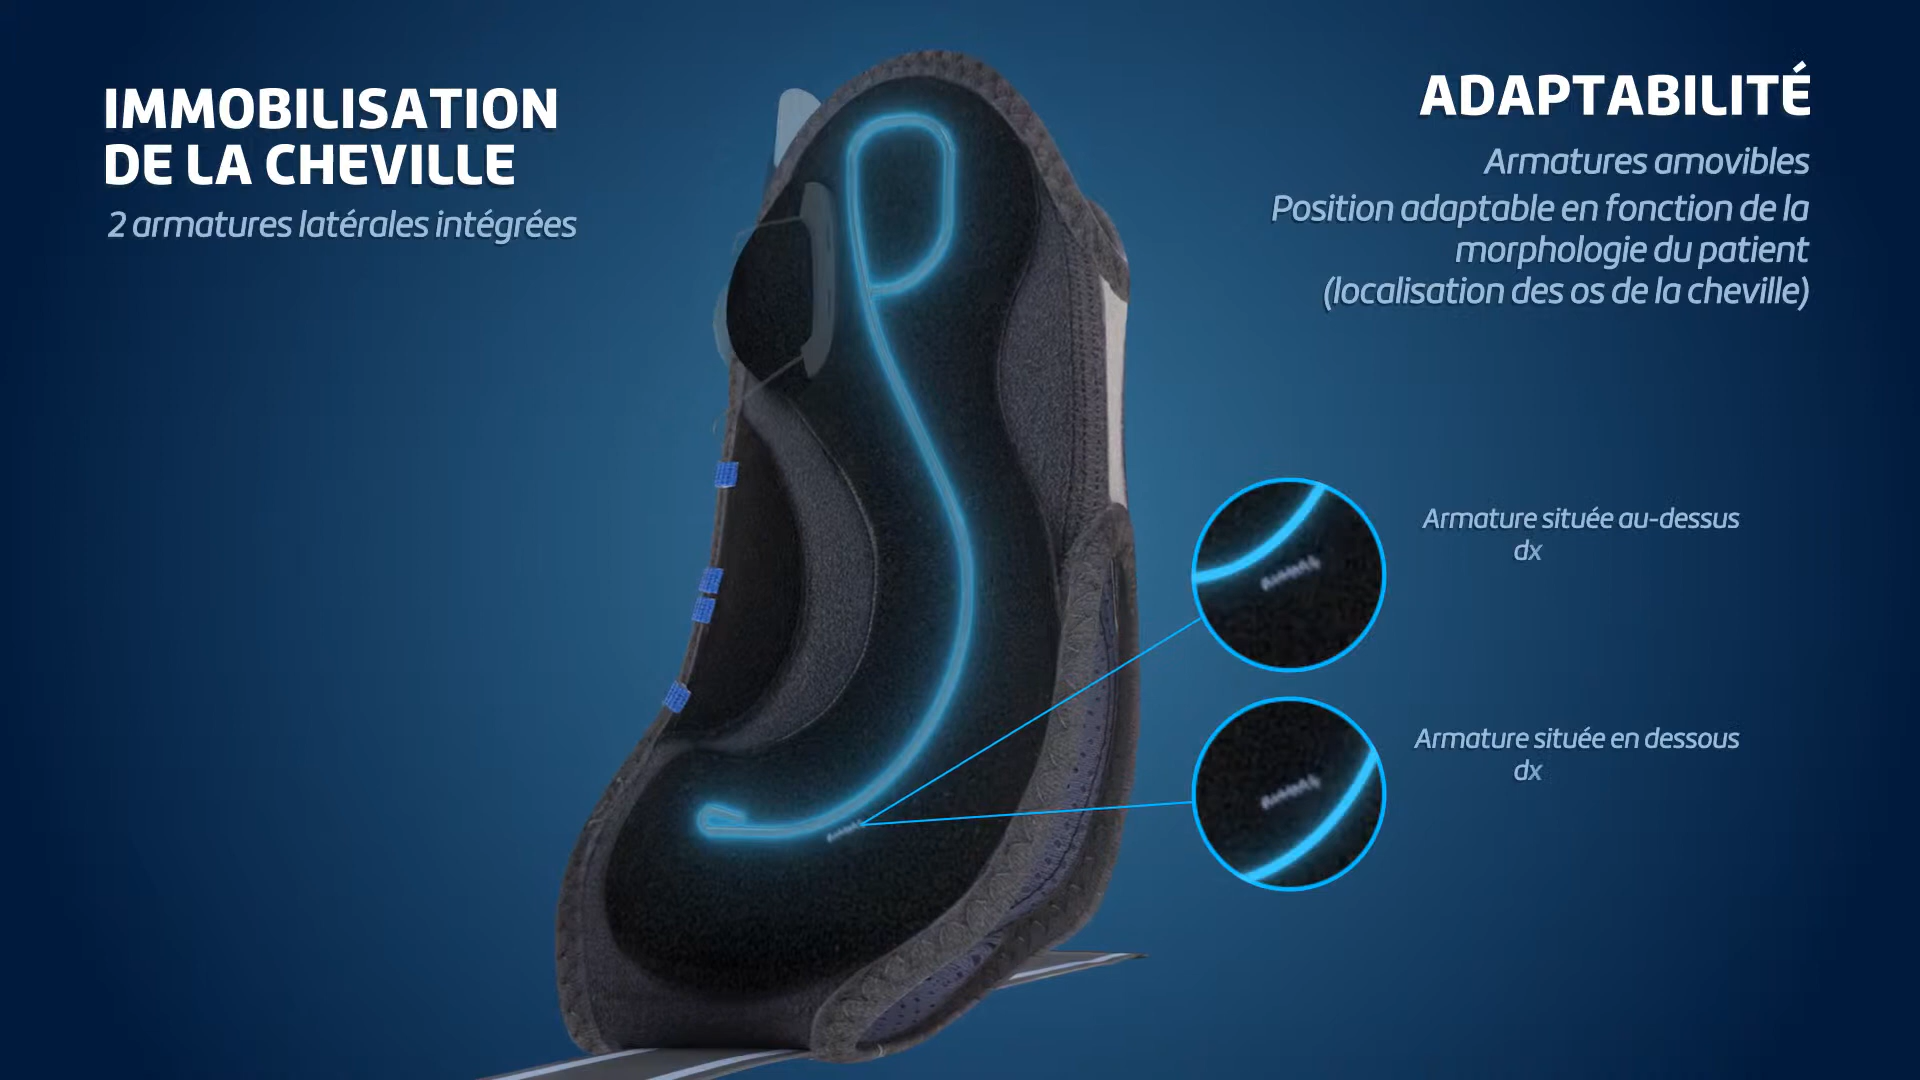 IMMOBILISATION
DE LA CHEVILLE
2 armatures latérales intégrées
ADAPTABILITÉ
Armatures amovibles
Position adaptable en fonction de la
morphologie du patient
(localisation des os de la cheville)
Armature située au-dessus
dx
Armature située en dessous
dx